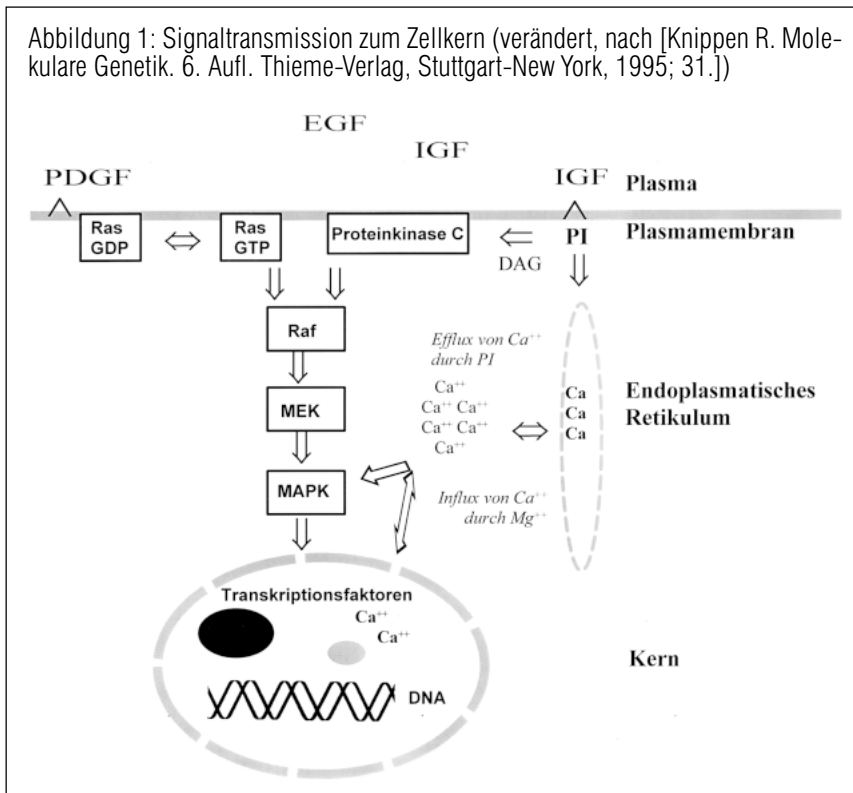 Abbildung 1: Signaltransmission zum Zellkern (verändert, nach [Knippen R. Mole-
kulare Genetik. 6. Aufl. Thieme-Verlag, Stuttgart-New York, 1995; 31.])
EGF
IGF
PDGF
IGF
Plasma
Ras
GDP
Ras
GTP
Proteinkinase C
DAG
PI
Plasmamembran
Raf
Efflux von Ca++
durch PI
MEK
Ca++
Ca++ Ca++
Ca++ Ca++
Ca++
Ca
Ca
Ca
Endoplasmatisches
Retikulum
MAPK
Influx von Ca++
durch Mg++
Transkriptionsfaktoren
Ca++
Ca++
DNA
Kern